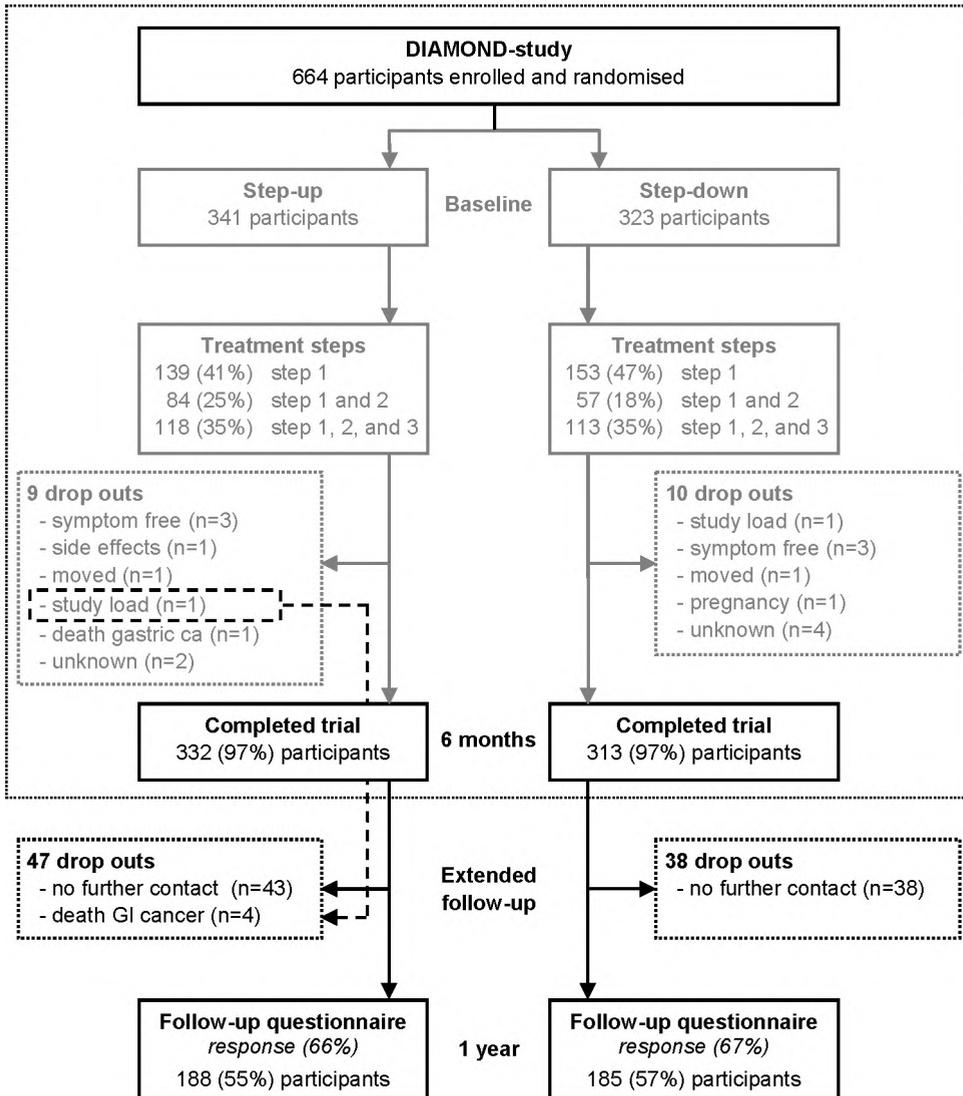 DIAMOND-study
664 participants enrolled and randomised
Step-up
341 participants
Baseline
Step-down
323 participants
Treatment steps
139 (41%) step 1
84 (25%) step 1 and 2
118 (35%) step 1, 2, and 3
Treatment steps
153 (47%) step 1
57 (18%) step 1 and 2
113 (35%) step 1, 2, and 3
9 drop outs
- symptom free (n=3)
- side effects (n=1)
- moved (n=1)
- study load (n=1)
- death gastric ca (n=1)
- unknown (n=2)
10 drop outs
- study load (n=1)
- symptom free (n=3)
- moved (n=1)
- pregnancy (n=1)
- unknown (n=4)
Completed trial
332 (97%) participants
6 months
Completed trial
313 (97%) participants
47 drop outs
- no further contact (n=43)
- death GI cancer (n=4)
Extended
follow-up
38 drop outs
- no further contact (n=38)
Follow-up questionnaire
response (66%)
188 (55%) participants
1 year
Follow-up questionnaire
response (67%)
185 (57%) participants